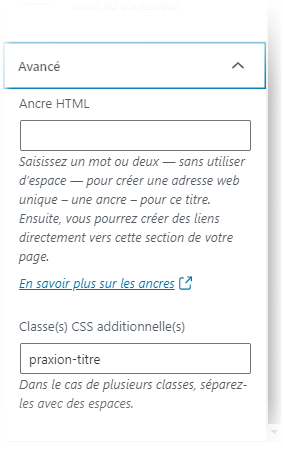 Avancé
Ancre HTML
Saisissez un mot ou deux — sans utiliser
d'espace — pour créer une adresse web
unique – une ancre – pour ce titre.
Ensuite, vous pourrez créer des liens
directement vers cette section de votre
page.
En savoir plus sur les ancres
Classe(s) CSS additionnelle(s)
praxion-titre
Dans le cas de plusieurs classes, séparez-
les avec des espaces.